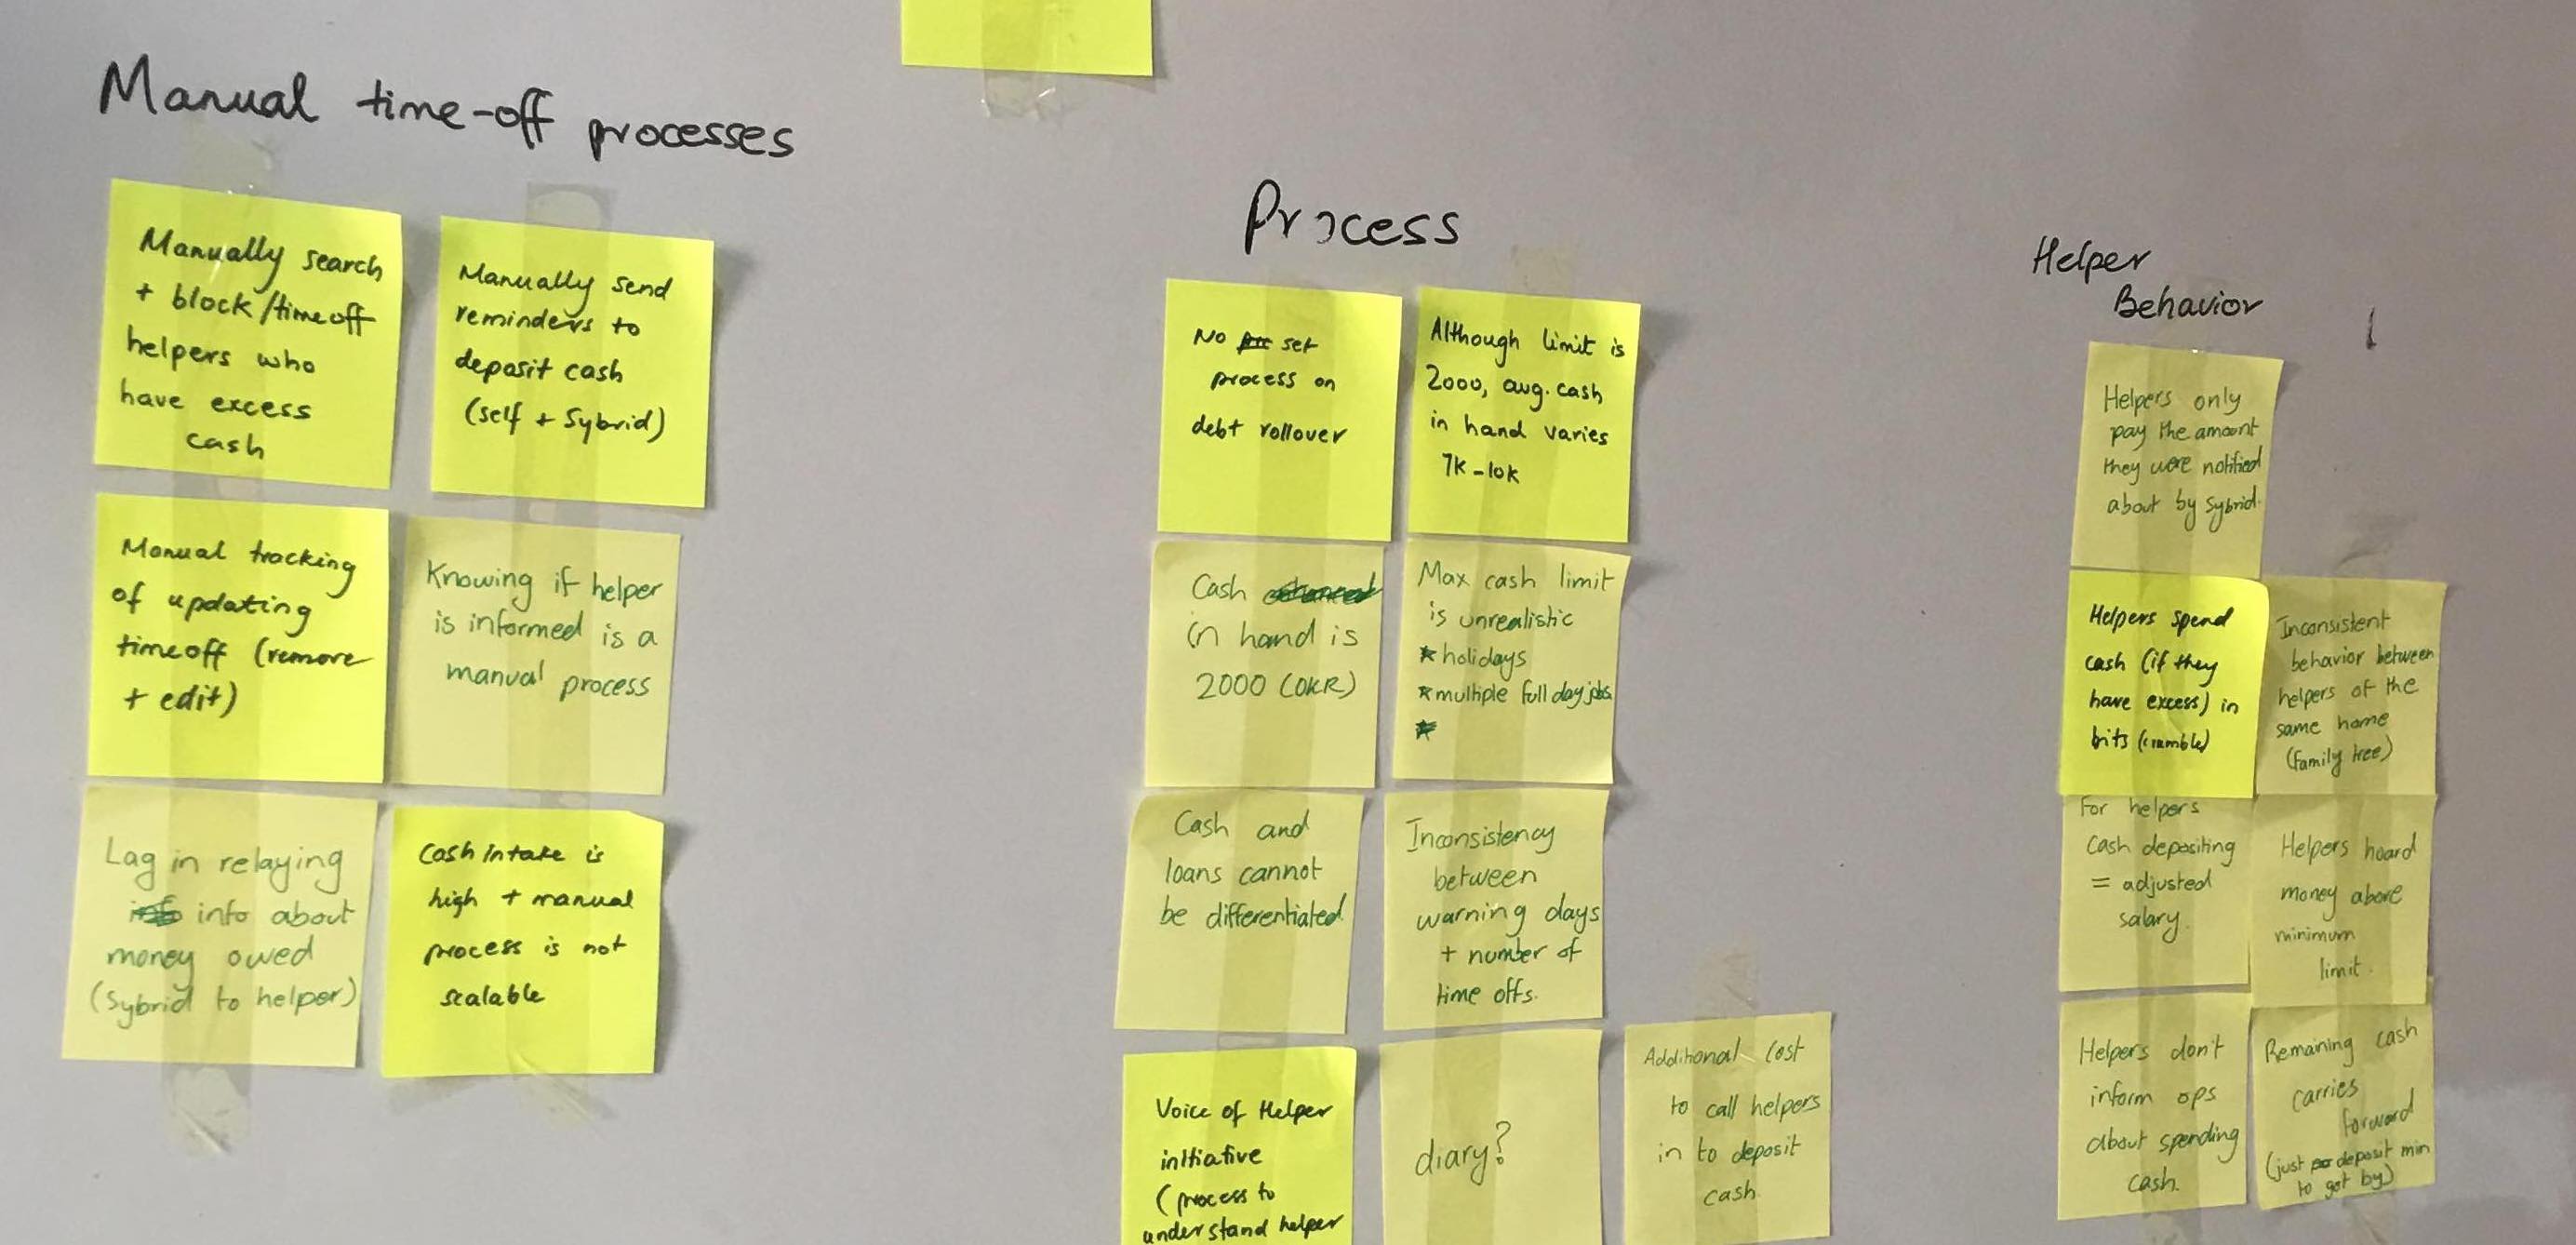 Manual time-off processes
Manually search
+ block/timeoff
helpers who
have excess
cash
Manually send
reminders to
deposit cash
(self + Sybrid)
Manual tracking
of updating
timeoff (remove
+ edit)
Knowing if helper
is informed is a
manual process
Lag in relaying
info about
money owed
(Sybrid to helper)
Cash intake is
high + manual
process is not
scalable
Process
No set
process on
debt rollover
Although limit is
2000, avg. cash
in hand varies
7k-10k
Cash
in hand is
2000 (OKR)
Max cash limit
is unrealistic
* holidays
* multiple full day jobs
*
Cash and
loans cannot
be differentiated
Inconsistency
between
warning days
+ number of
time offs.
Voice of Helper
initiative
(process to
understand helper
diary?
Additional cost
to call helpers
in to deposit
cash
Helper
Behavior
Helpers only
pay the amount
they were notified
about by Sybrid.
Helpers spend
cash (if they
have excess) in
bits (crumble)
Inconsistent
behavior between
helpers of the
same home
(family tree)
For helpers
cash depositing
= adjusted
salary.
Helpers hoard
money above
minimum
limit.
Helpers don't
inform ops
about spending
cash.
Remaining cash
carries
forward
(just deposit min
to get by)